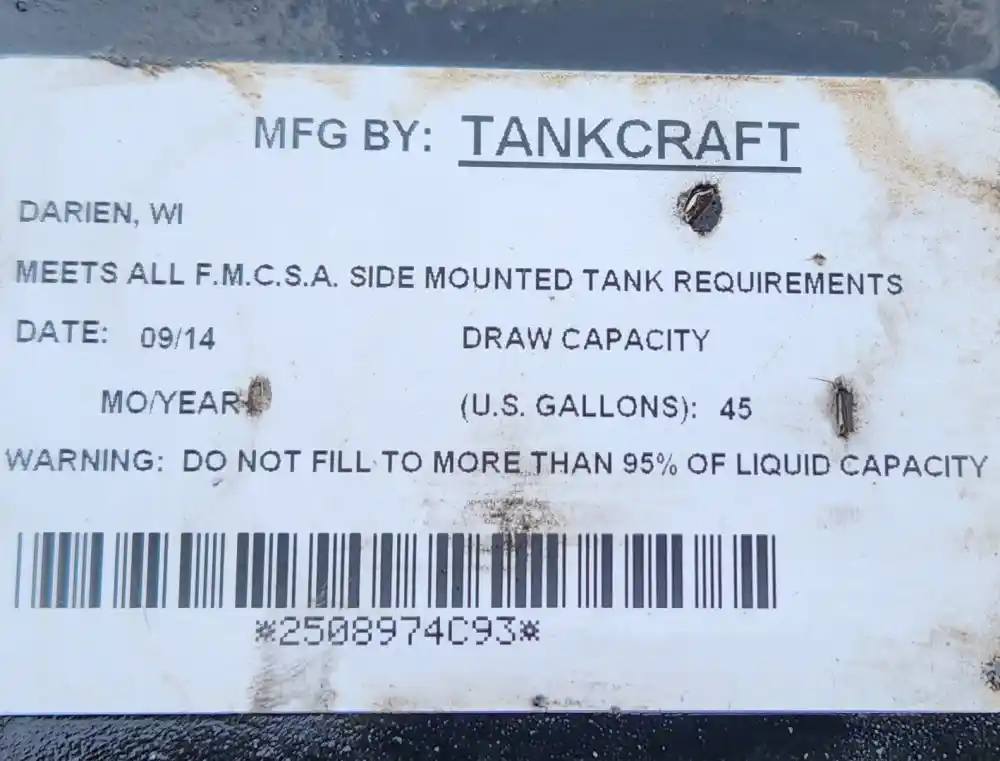 MFG BY: TANKCRAFT
DARIEN, WI
MEETS ALL F.M.C.S.A. SIDE MOUNTED TANK REQUIREMENTS
DATE: 09/14 DRAW CAPACITY
MO/YEAR (U.S. GALLONS): 45
WARNING: DO NOT FILL TO MORE THAN 95% OF LIQUID CAPACITY
*2508974C93*